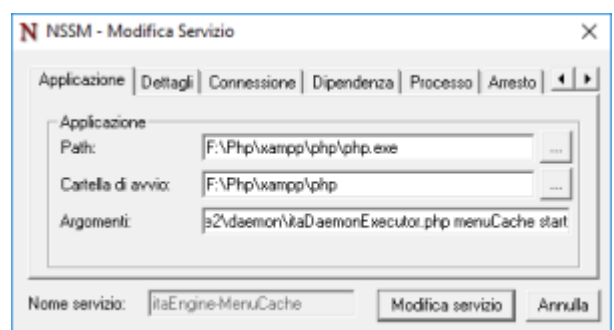 NSSM - Modifica Servizio
Applicazione Dettagli Connessione Dipendenza Processo Arresto
Applicazione
Path: F:\Php\xampp\php\php.exe ...
Cartella di avvio: F:\Php\xampp\php ...
Argomenti: a2\daemon\itaDaemonExecutor.php menuCache start
Nome servizio: itaEngine-MenuCache Modifica servizio Annulla